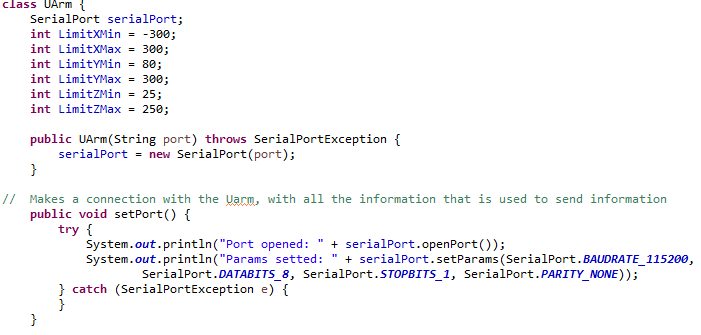 class UArm {
    SerialPort serialPort;
    int LimitXMin = -300;
    int LimitXMax = 300;
    int LimitYMin = 80;
    int LimitYMax = 300;
    int LimitZMin = 25;
    int LimitZMax = 250;

    public UArm(String port) throws SerialPortException {
        serialPort = new SerialPort(port);
    }

//  Makes a connection with the Uarm, with all the information that is used to send information
    public void setPort() {
        try {
            System.out.println("Port opened: " + serialPort.openPort());
            System.out.println("Params setted: " + serialPort.setParams(SerialPort.BAUDRATE_115200,
                    SerialPort.DATABITS_8, SerialPort.STOPBITS_1, SerialPort.PARITY_NONE));
        } catch (SerialPortException e) {
        }
    }